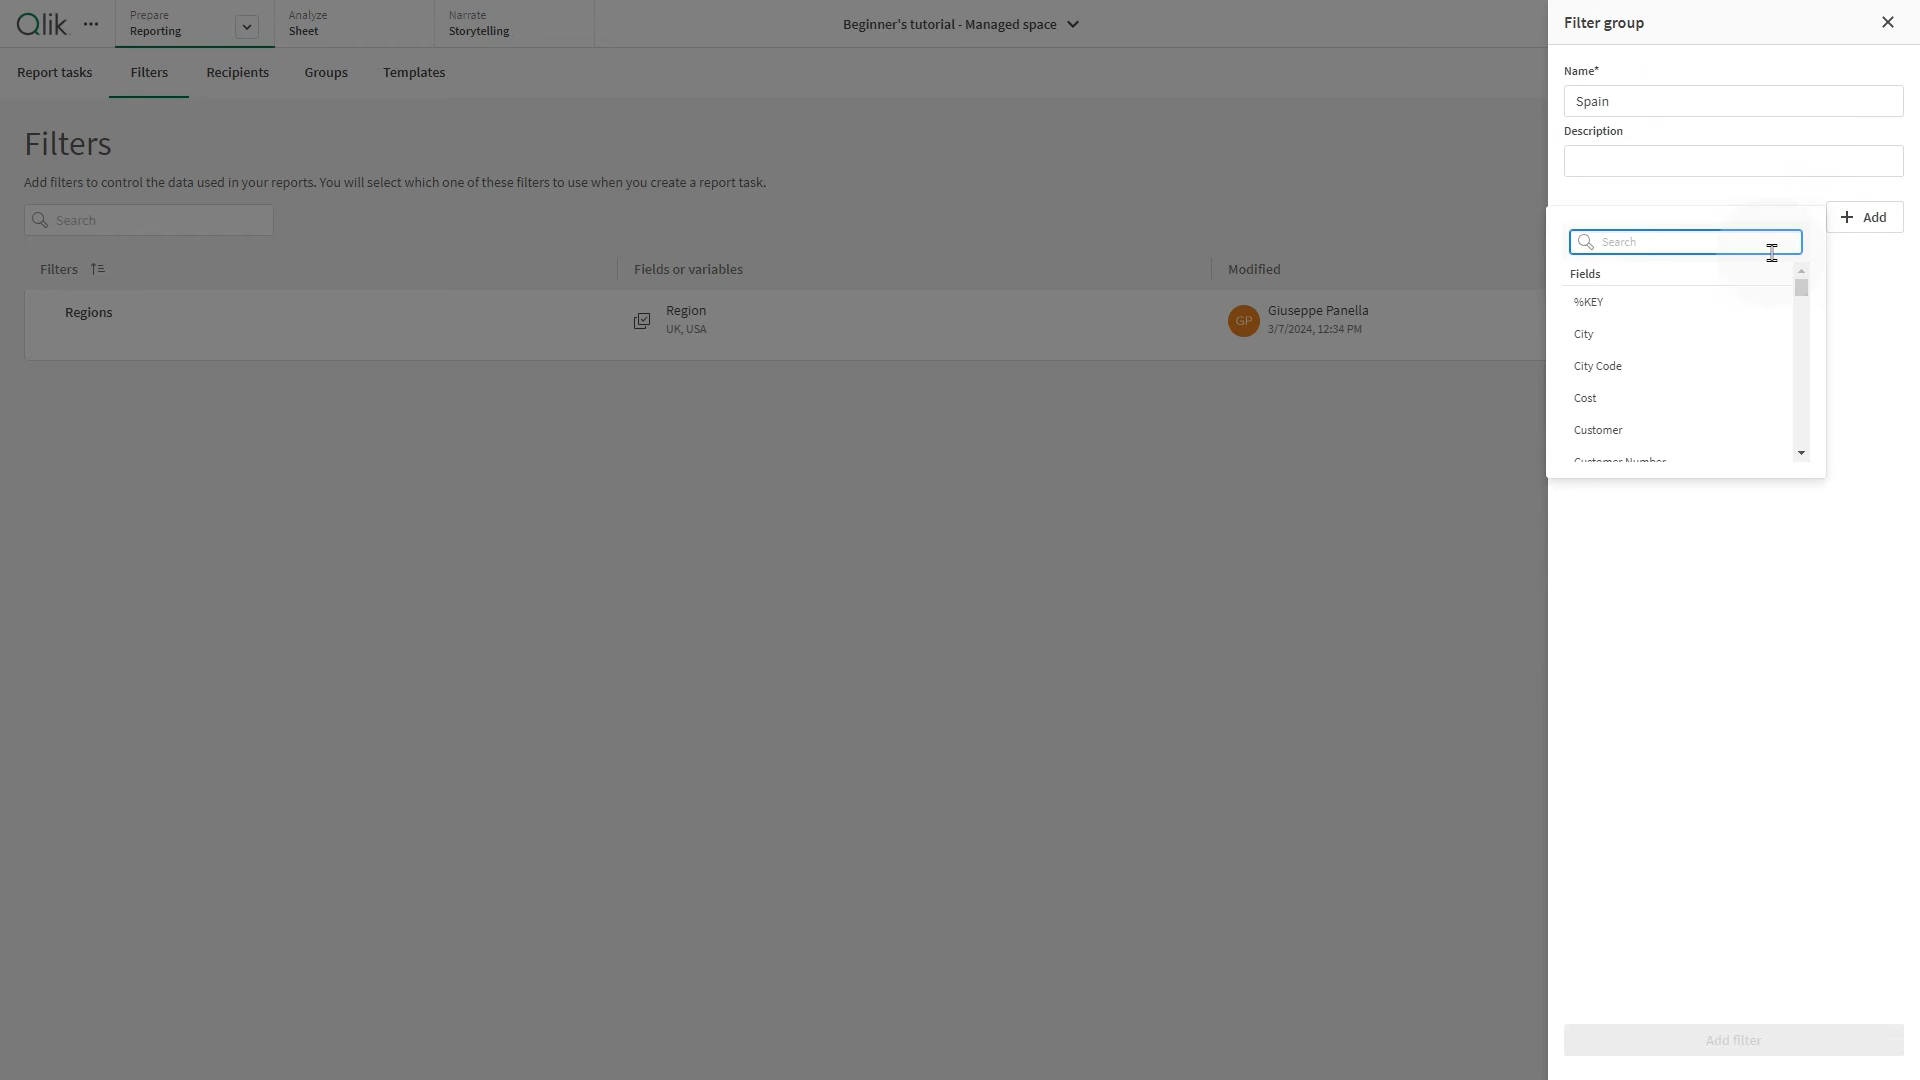 Qlik
Prepare
Reporting
Analyze
Sheet
Narrate
Storytelling
Beginner's tutorial - Managed space
Filter group
Report tasks
Filters
Recipients
Groups
Templates
Name*
Spain
Description
Filters
Add filters to control the data used in your reports. You will select which one of these filters to use when you create a report task.
Search
Add
Search
Filters
Fields or variables
Modified
Fields
%KEY
City
City Code
Cost
Customer
Customer Number
Regions
Region
UK, USA
GP
Giuseppe Panella
3/7/2024, 12:34 PM
Add filter